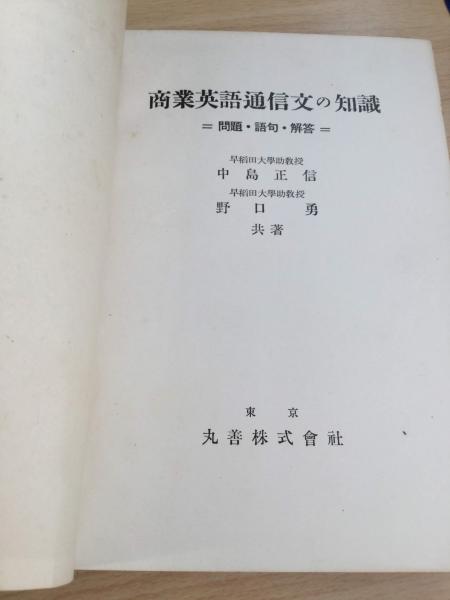 商業英語通信文の知識
=問題・語句・解答=
早稻田大學助教授
中島正信
早稻田大學助教授
野口勇
共著
東京
丸善株式會社